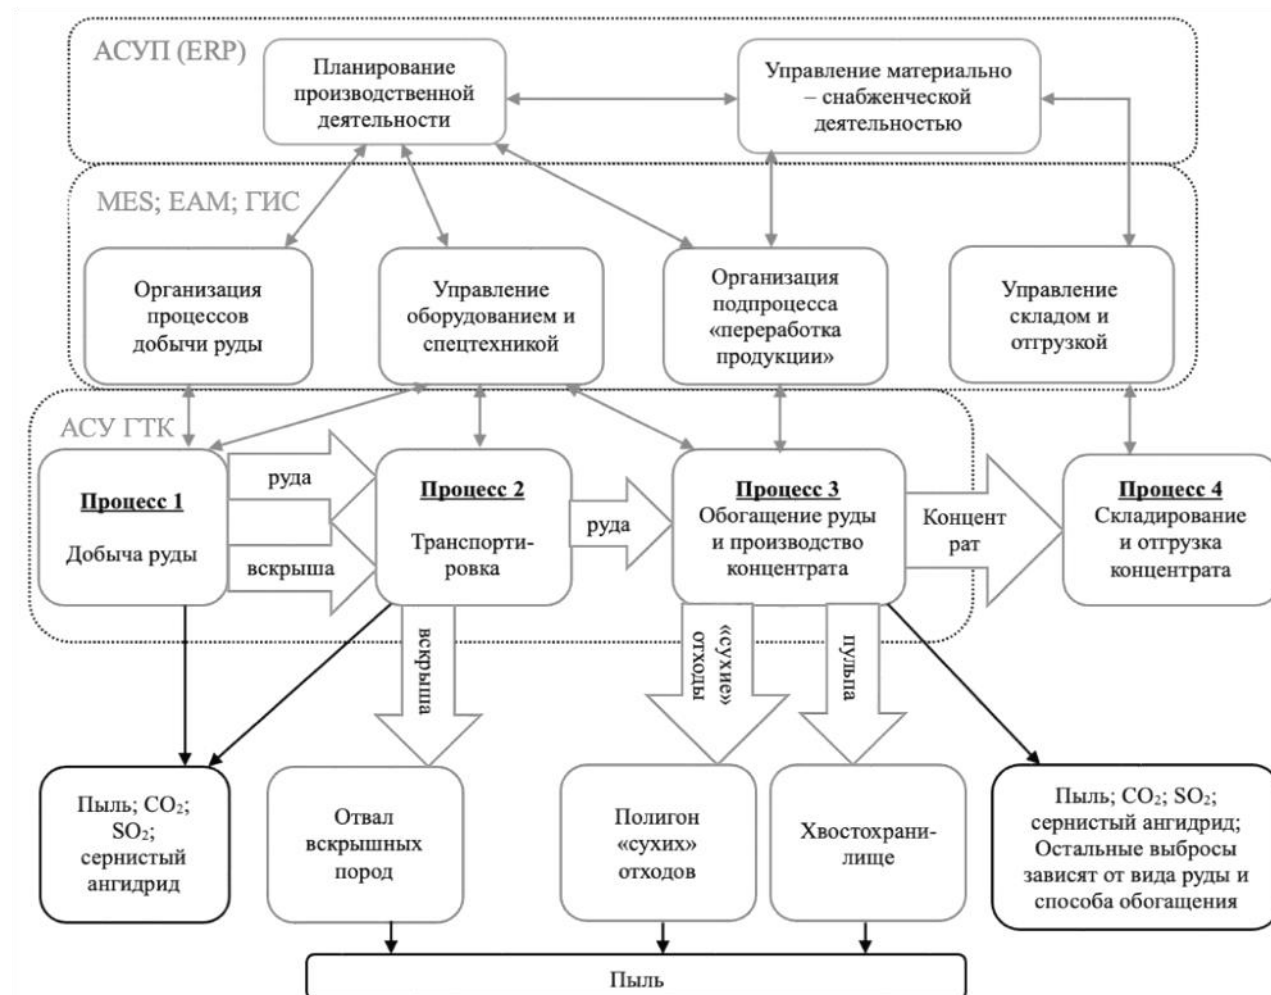 АСУП (ERP)
Планирование
производственной
деятельности
Управление материально
– снабженческой
деятельностью
MES; EAM; ГИС
Организация
процессов
добычи руды
Управление
оборудованием и
спецтехникой
Организация
подпроцесса
«переработка
продукции»
Управление
складом и
отгрузкой
АСУ ГТК
Процесс 1
Добыча руды
руда
вскрыша
Процесс 2
Транспорти-
ровка
руда
Процесс 3
Обогащение руды
и производство
концентрата
Концент
рат
Процесс 4
Складирование
и отгрузка
концентрата
вскрыша
«сухие»
отходы
пульпа
Пыль; CO₂;
SO₂;
сернистый
ангидрид
Отвал
вскрышных
пород
Полигон
«сухих»
отходов
Хвостохрани-
лище
Пыль; CO₂; SO₂;
сернистый ангидрид;
Остальные выбросы
зависят от вида руды и
способа обогащения
Пыль